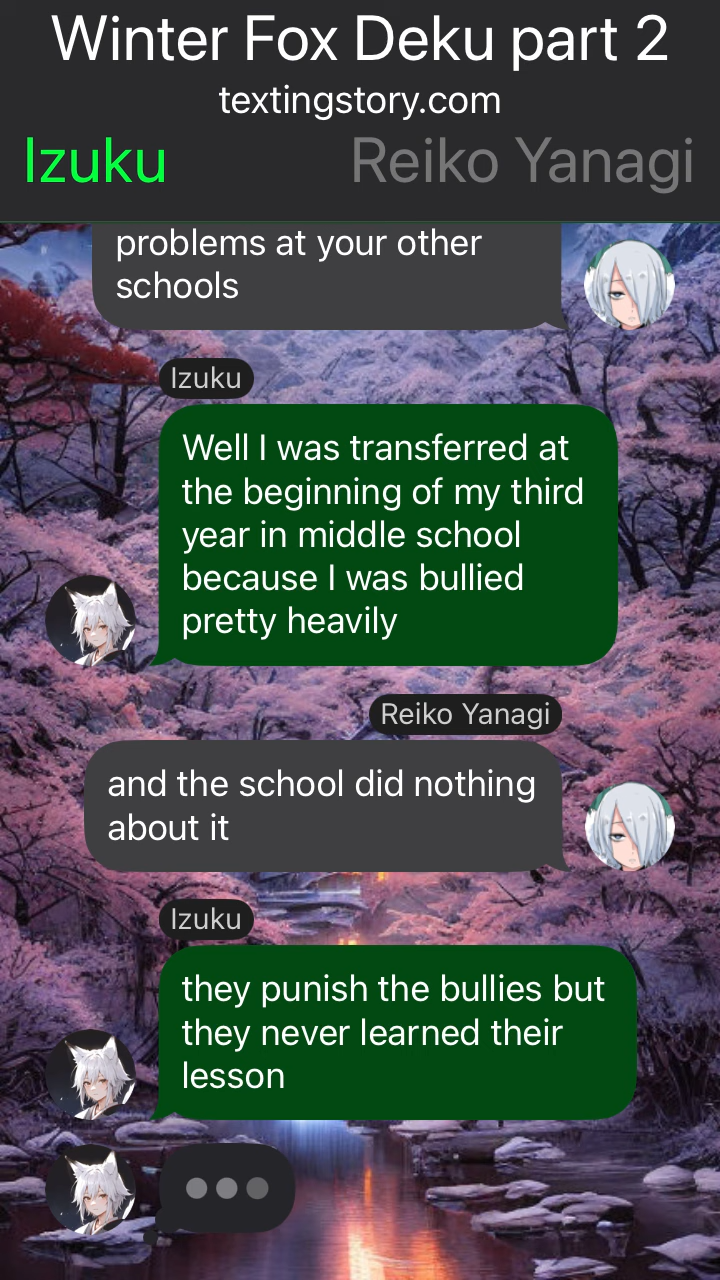 Winter Fox Deku part 2
textingstory.com
Izuku
Reiko Yanagi
problems at your other
schools
Izuku
Well I was transferred at
the beginning of my third
year in middle school
because I was bullied
pretty heavily
Reiko Yanagi
and the school did nothing
about it
Izuku
they punish the bullies but
they never learned their
lesson